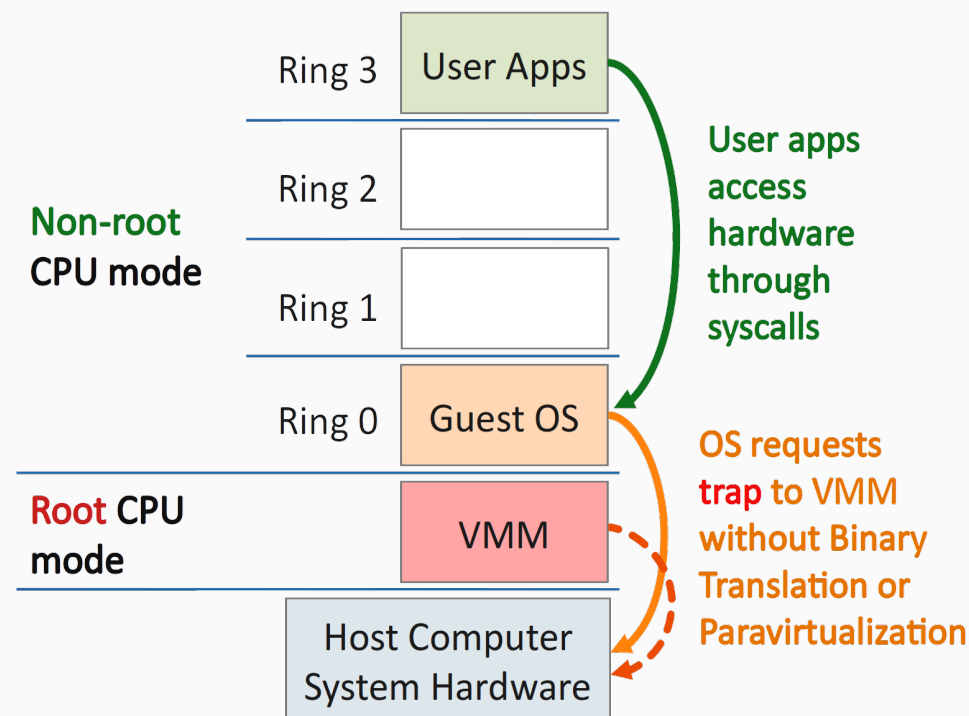 Ring 3
User Apps
Ring 2
Ring 1
Ring 0
Guest OS
Non-root
CPU mode
User apps
access
hardware
through
syscalls
Root CPU
mode
VMM
OS requests
trap to VMM
without Binary
Translation or
Paravirtualization
Host Computer
System Hardware